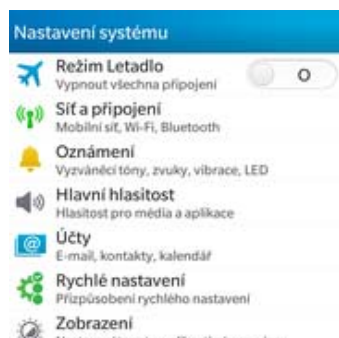 Nastavení systému
Režim Letadlo
Vypnout všechna připojení
O
Síť a připojení
Mobilní síť, Wi-Fi, Bluetooth
Oznámení
Vyzváněcí tóny, zvuky, vibrace, LED
Hlavní hlasitost
Hlasitost pro média a aplikace
Účty
E-mail, kontakty, kalendář
Rychlé nastavení
Přizpůsobení rychlého nastavení
Zobrazení